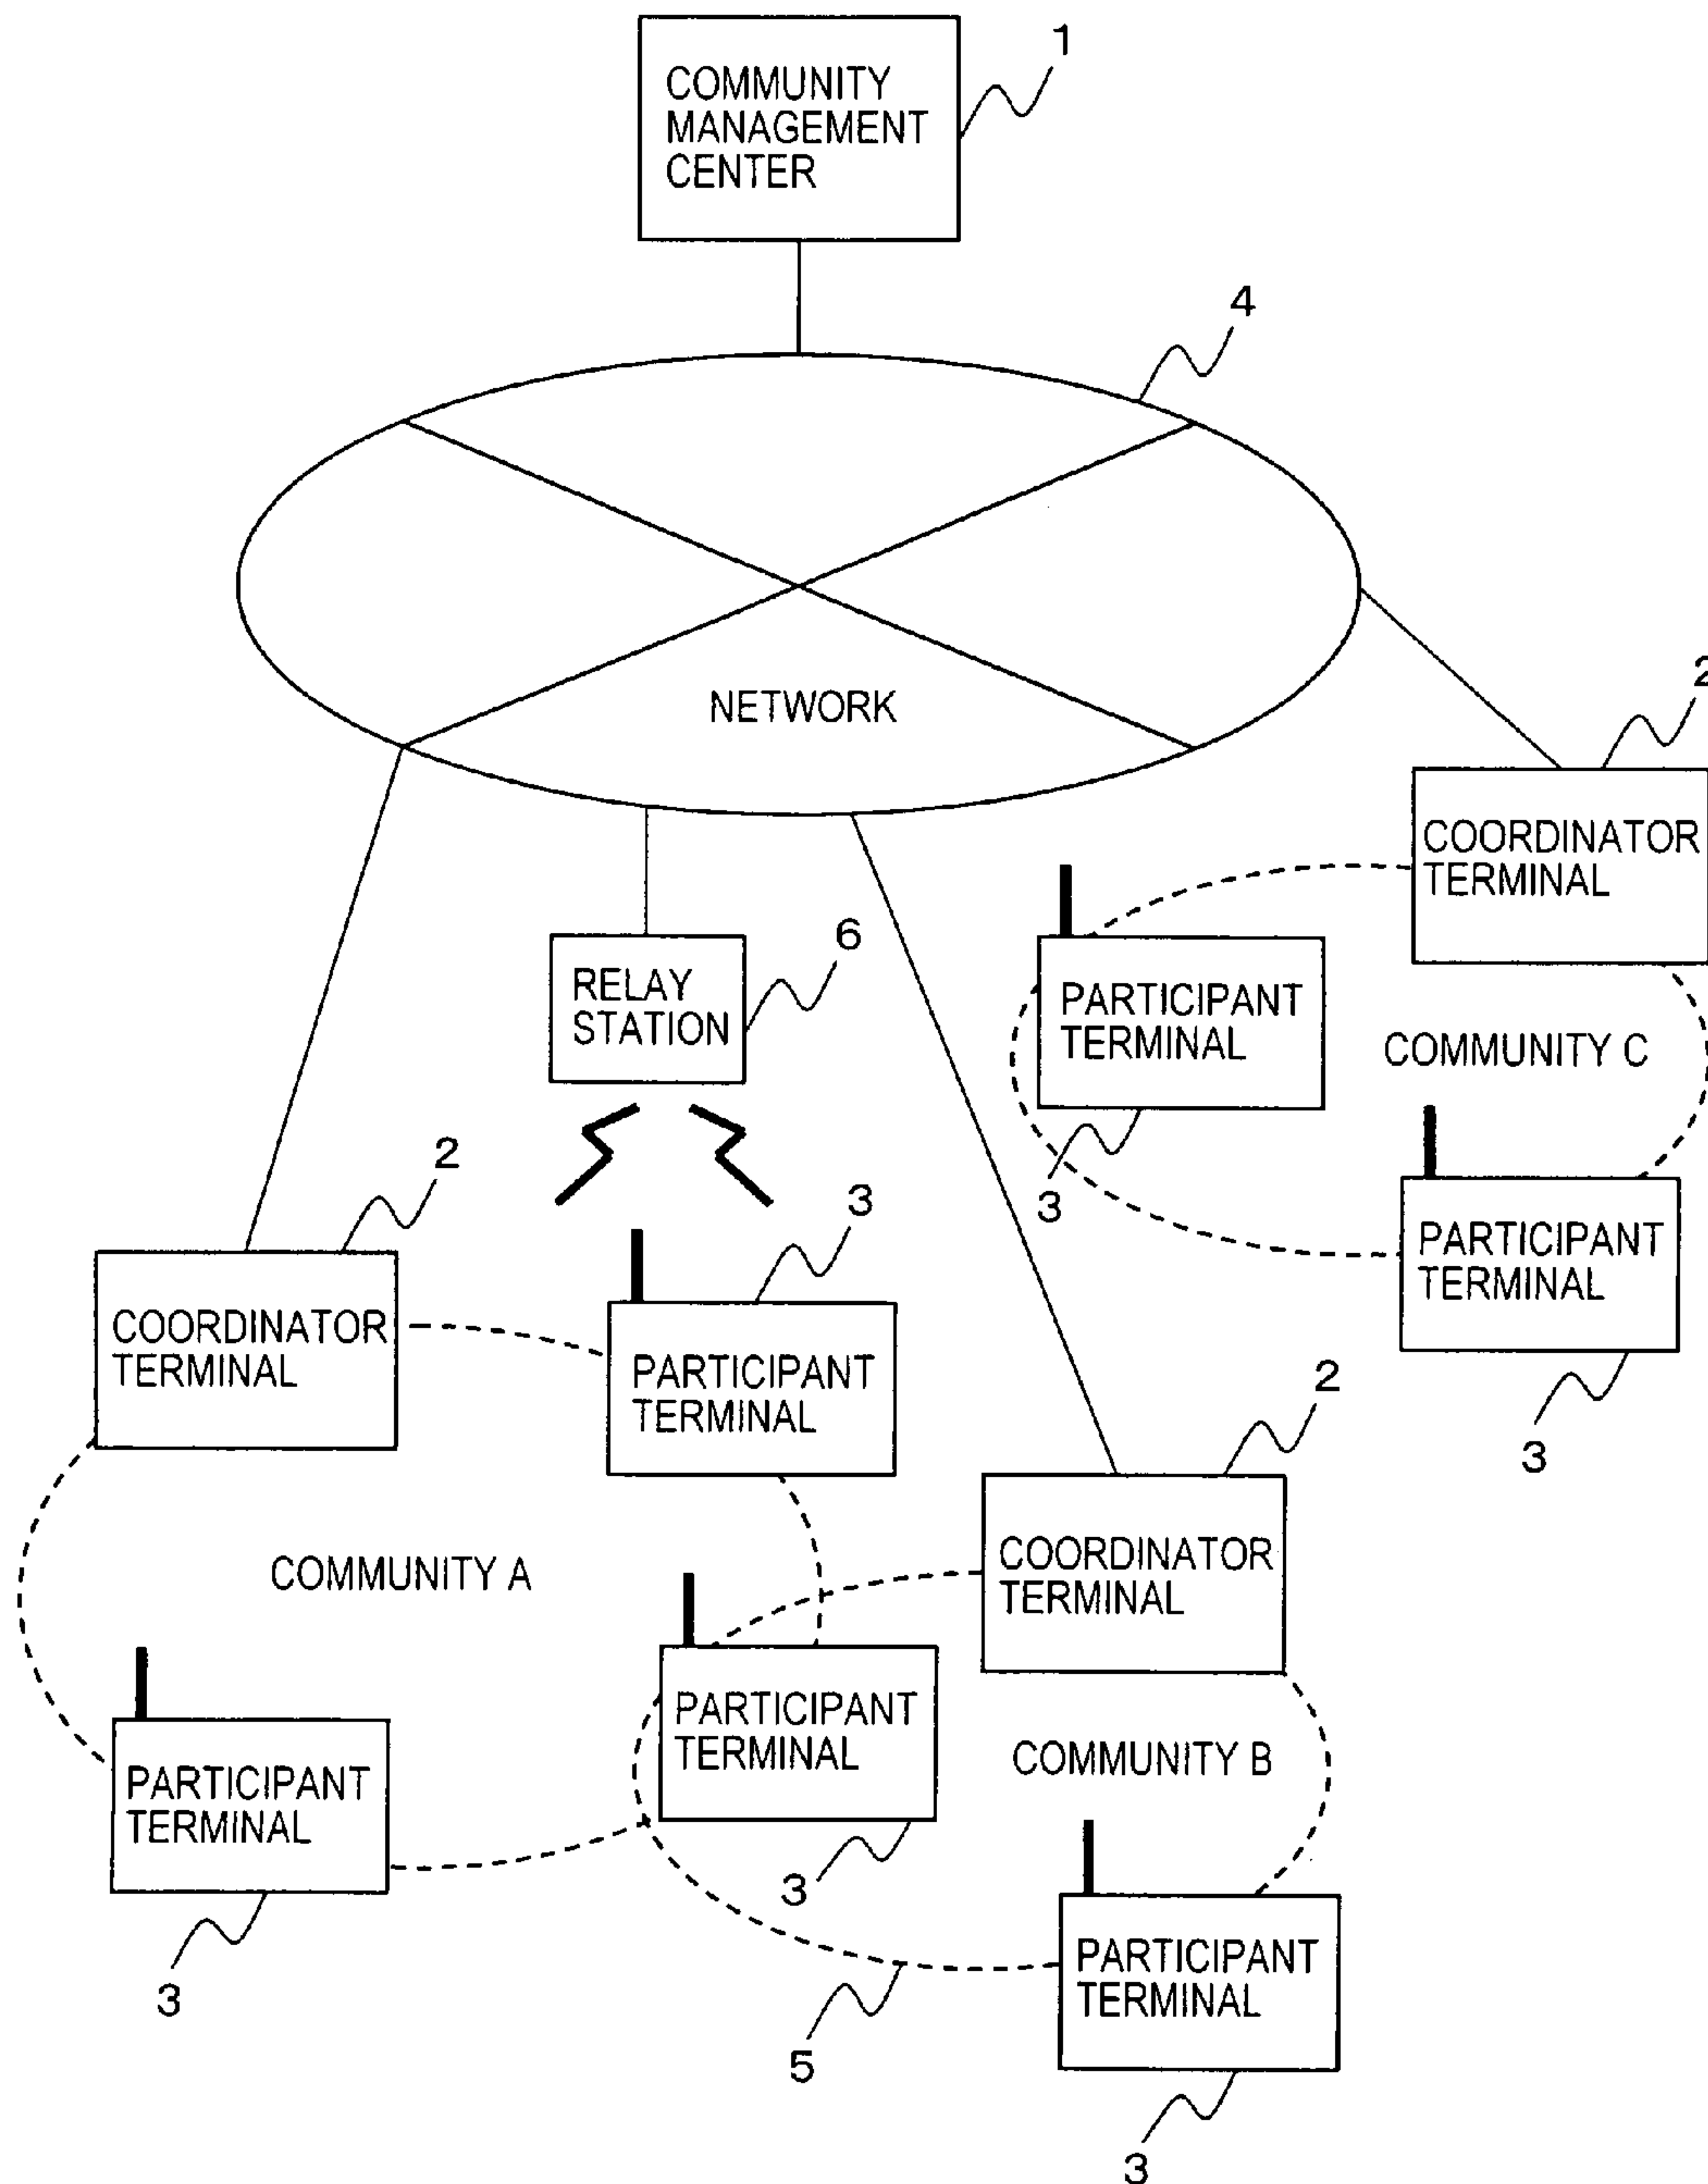 1
COMMUNITY
MANAGEMENT
CENTER
4
NETWORK
2
COORDINATOR
TERMINAL
6
RELAY
STATION
PARTICIPANT
TERMINAL
COMMUNITY C
3
2
3
PARTICIPANT
TERMINAL
COORDINATOR
TERMINAL
PARTICIPANT
TERMINAL
2
3
COMMUNITY A
COORDINATOR
TERMINAL
PARTICIPANT
TERMINAL
COMMUNITY B
PARTICIPANT
TERMINAL
3
3
PARTICIPANT
TERMINAL
5
3